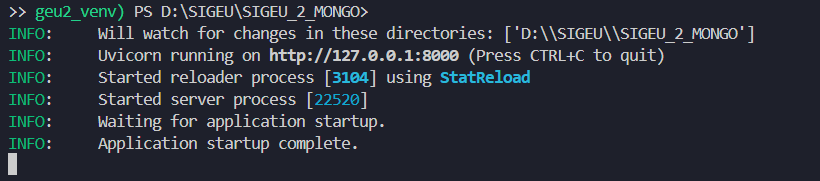 >> geu2_venv) PS D:\SIGEU\SIGEU_2_MONGO>
INFO:     Will watch for changes in these directories: ['D:\\SIGEU\\SIGEU_2_MONGO']
INFO:     Uvicorn running on http://127.0.0.1:8000 (Press CTRL+C to quit)
INFO:     Started reloader process [3104] using StatReload
INFO:     Started server process [22520]
INFO:     Waiting for application startup.
INFO:     Application startup complete.